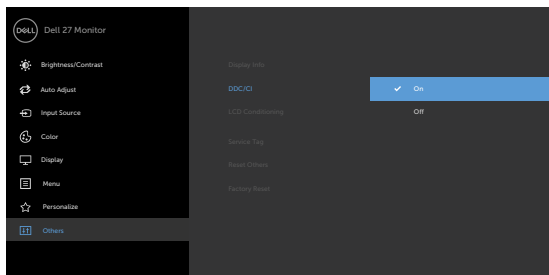 DELL Dell 27 Monitor
Brightness/Contrast
Auto Adjust
Input Source
Color
Display
Menu
Personalize
Others
Display Info
DDC/CI
LCD Conditioning
Service Tag
Reset Others
Factory Reset
On
Off